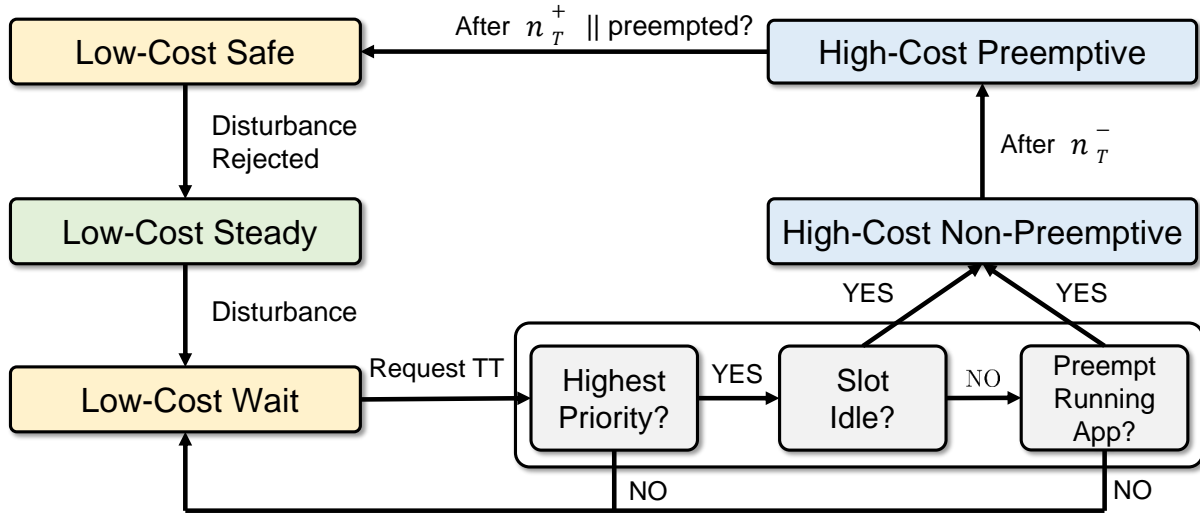 After n_T^+ || preempted?
Low-Cost Safe
High-Cost Preemptive
Disturbance
Rejected
After n_T^-
Low-Cost Steady
High-Cost Non-Preemptive
Disturbance
YES
YES
Request TT
Low-Cost Wait
Highest
Priority?
YES
Slot
Idle?
NO
Preempt
Running
App?
NO
NO